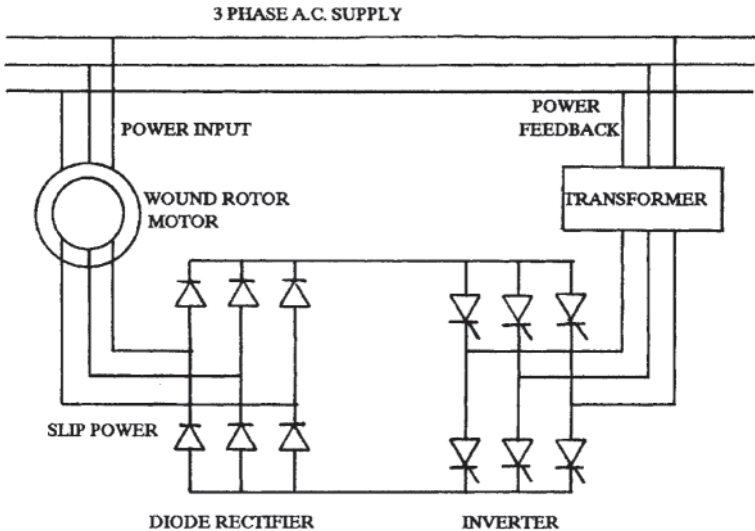 3 PHASE A.C. SUPPLY
POWER INPUT
POWER
FEEDBACK
WOUND ROTOR
MOTOR
TRANSFORMER
SLIP POWER
DIODE RECTIFIER
INVERTER